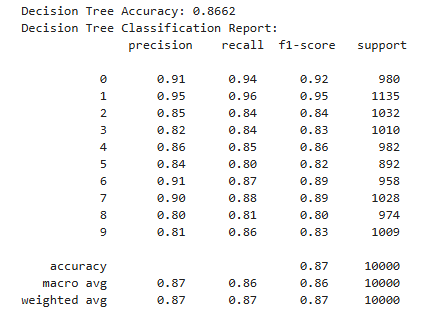 Decision Tree Accuracy: 0.8662
Decision Tree Classification Report:
precision recall f1-score support
0 0.91 0.94 0.92 980
1 0.95 0.96 0.95 1135
2 0.85 0.84 0.84 1032
3 0.82 0.84 0.83 1010
4 0.86 0.85 0.86 982
5 0.84 0.80 0.82 892
6 0.91 0.87 0.89 958
7 0.90 0.88 0.89 1028
8 0.80 0.81 0.80 974
9 0.81 0.86 0.83 1009
accuracy 0.87 10000
macro avg 0.87 0.86 0.86 10000
weighted avg 0.87 0.87 0.87 10000